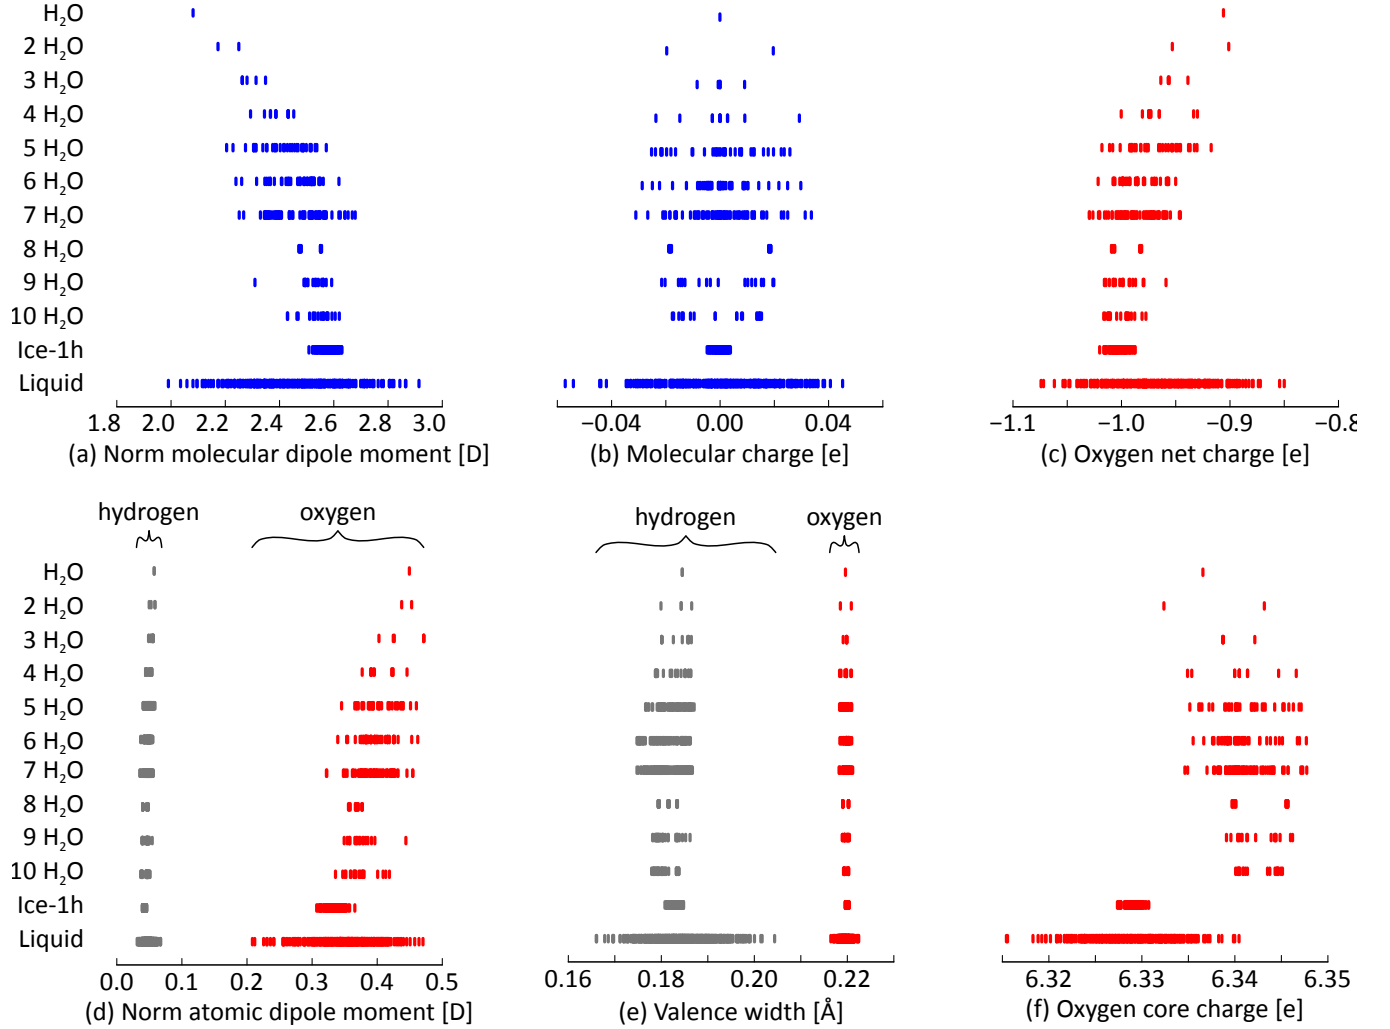 H₂O
2 H₂O
3 H₂O
4 H₂O
5 H₂O
6 H₂O
7 H₂O
8 H₂O
9 H₂O
10 H₂O
Ice-1h
Liquid
1.8 2.0 2.2 2.4 2.6 2.8 3.0
(a) Norm molecular dipole moment [D]
−0.04 0.00 0.04
(b) Molecular charge [e]
−1.1 −1.0 −0.9 −0.8
(c) Oxygen net charge [e]
hydrogen oxygen
hydrogen oxygen
H₂O
2 H₂O
3 H₂O
4 H₂O
5 H₂O
6 H₂O
7 H₂O
8 H₂O
9 H₂O
10 H₂O
Ice-1h
Liquid
0.0 0.1 0.2 0.3 0.4 0.5
(d) Norm atomic dipole moment [D]
0.16 0.18 0.20 0.22
(e) Valence width [Å]
6.32 6.33 6.34 6.35
(f) Oxygen core charge [e]